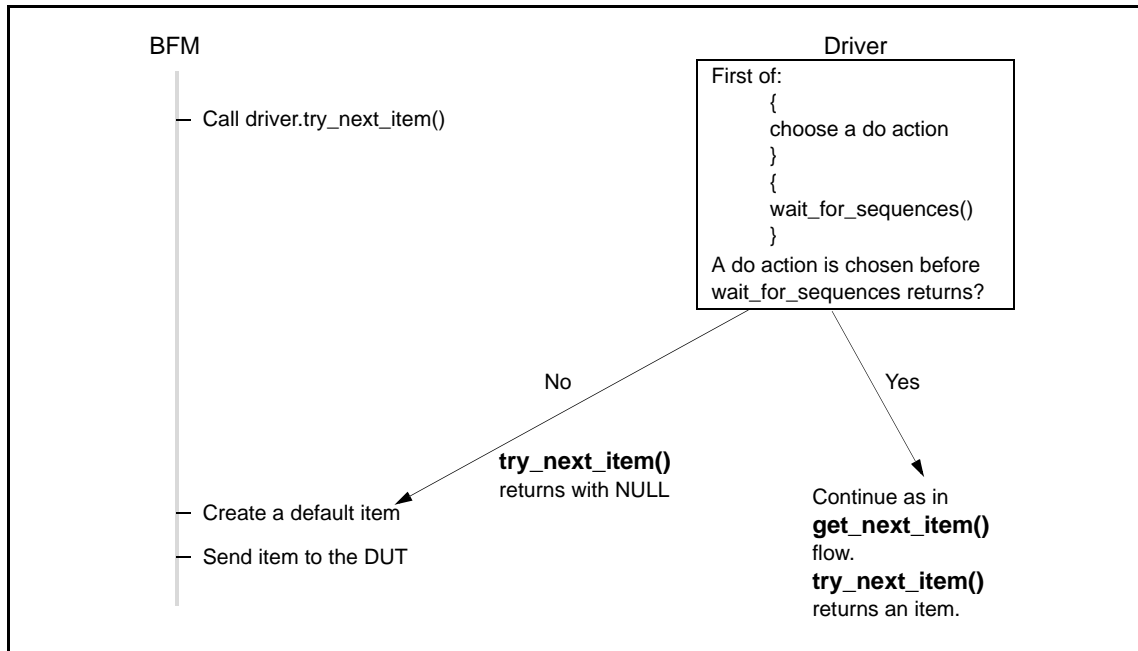 BFM
Driver
Call driver.try_next_item()
First of:
{
choose a do action
}
{
wait_for_sequences()
}
A do action is chosen before
wait_for_sequences returns?
No
Yes
try_next_item()
returns with NULL
Create a default item
Send item to the DUT
Continue as in
get_next_item()
flow.
try_next_item()
returns an item.